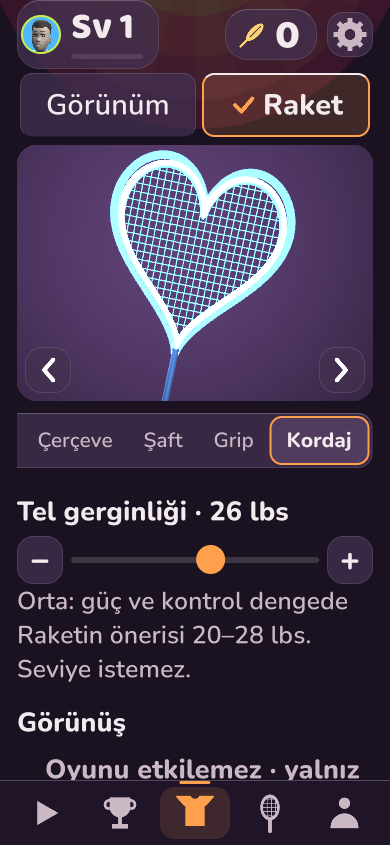 Sv 1
0
Görünüm
Raket
Çerçeve Şaft Grip Kordaj
Tel gerginliği · 26 lbs
Orta: güç ve kontrol dengede
Raketin önerisi 20–28 lbs.
Seviye istemez.
Görünüş
Oyunu etkilemez · yalnız